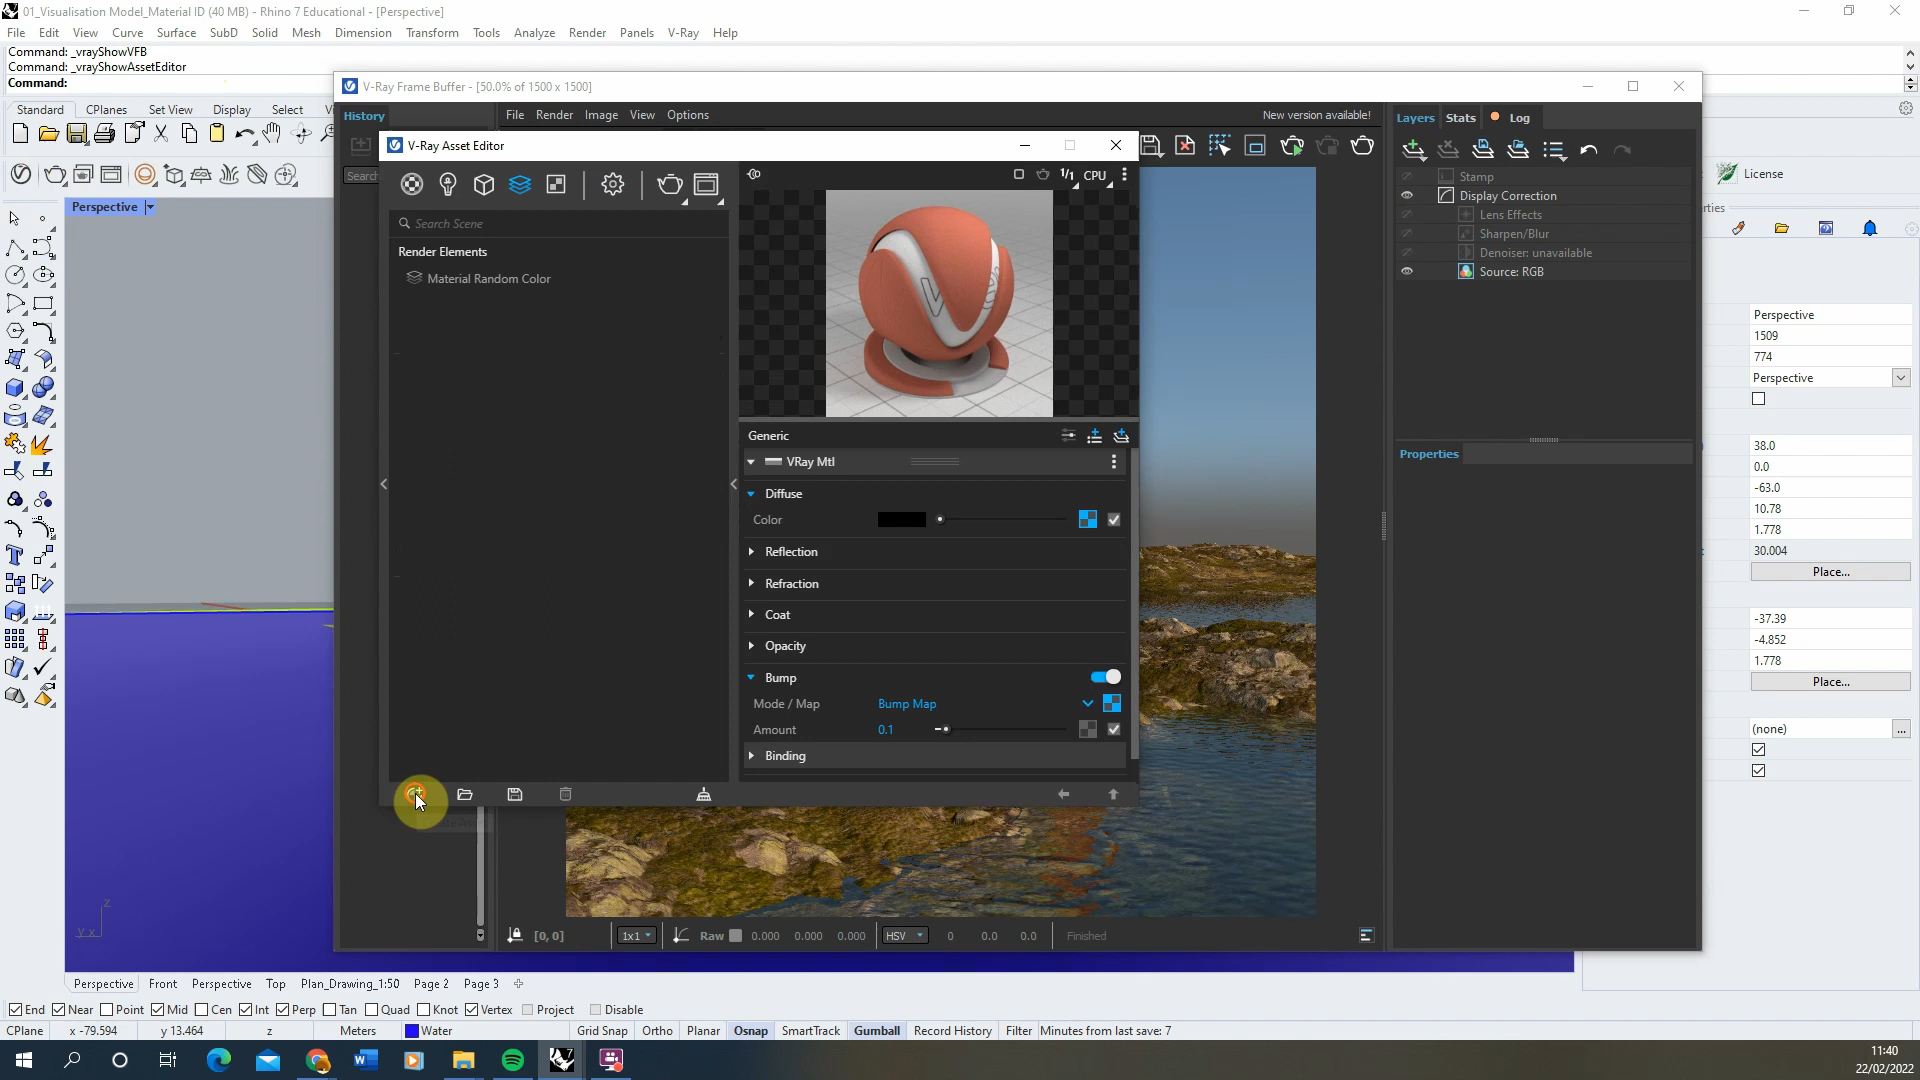 01_Visualisation Model_Material ID (40 MB) - Rhino 7 Educational - [Perspective]
File Edit View Curve Surface SubD Solid Mesh Dimension Transform Tools Analyze Render Panels V-Ray Help
Command: _vrayShowVFB
Command: _vrayShowAssetEditor
Command:
Standard CPlanes Set View Display Select
V-Ray Frame Buffer - [50.0% of 1500 x 1500]
History File Render Image View Options New version available!
Layers Stats Log
V-Ray Asset Editor
License
Perspective
1/1 CPU
Search Scene
Render Elements
Material Random Color
Stamp
Display Correction
Lens Effects
Sharpen/Blur
Denoiser: unavailable
Source: RGB
Properties
Generic
VRay Mtl
Diffuse
Color
Reflection
Refraction
Coat
Opacity
Bump
Mode / Map Bump Map
Amount 0.1
Binding
Perspective
1509
774
Perspective
38.0
0.0
-63.0
10.78
1.778
30.004
Place...
-37.39
-4.852
1.778
Place...
(none) ...
[0, 0] 1x1 Raw 0.000 0.000 0.000 HSV 0 0.0 0.0 Finished
z
y x
Perspective Front Perspective Top Plan_Drawing_1:50 Page 2 Page 3
End Near Point Mid Cen Int Perp Tan Quad Knot Vertex Project Disable
CPlane x -79.594 y 13.464 z Meters Water Grid Snap Ortho Planar Osnap SmartTrack Gumball Record History Filter Minutes from last save: 7
11:40
22/02/2022